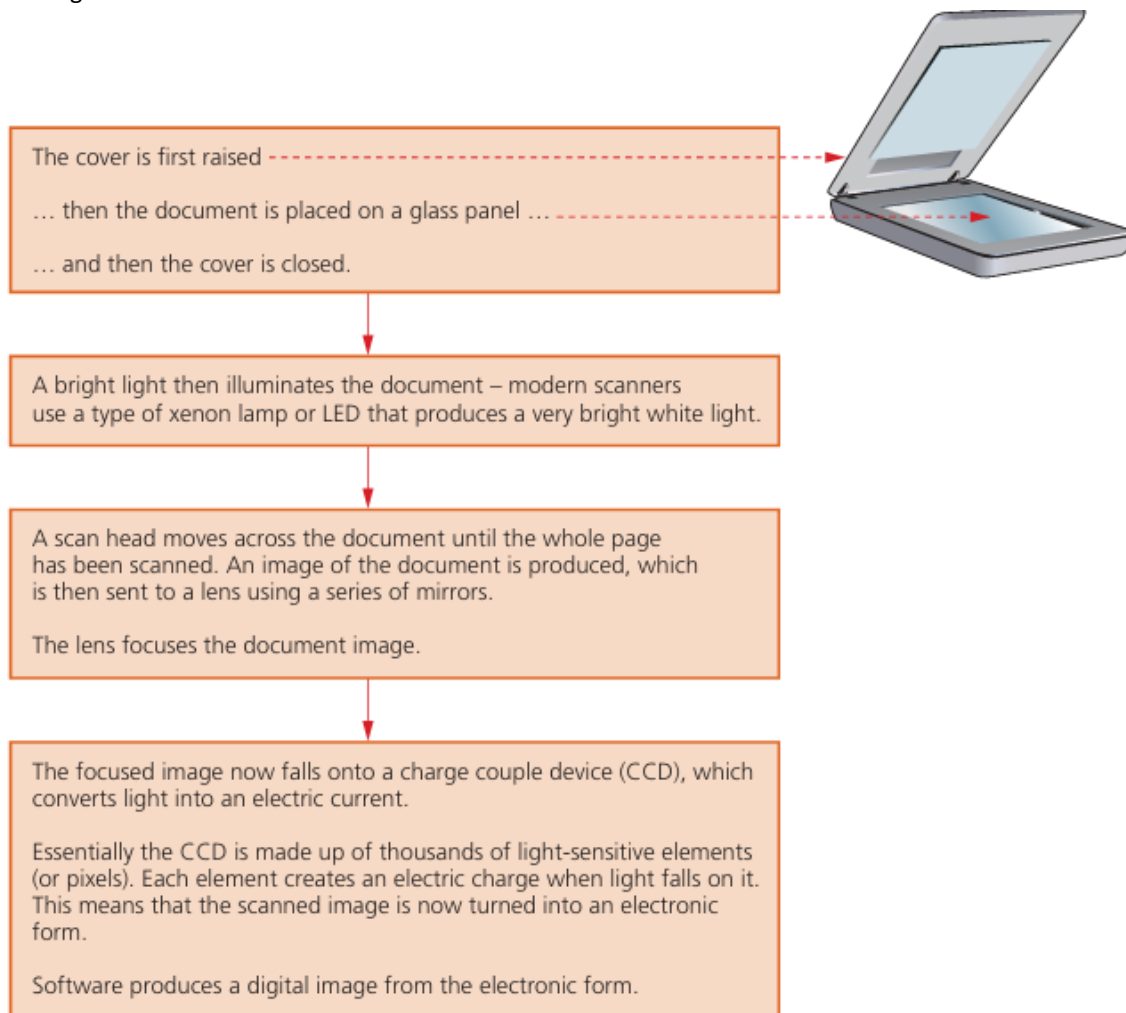 The cover is first raised
… then the document is placed on a glass panel …
… and then the cover is closed.
A bright light then illuminates the document – modern scanners
use a type of xenon lamp or LED that produces a very bright white light.
A scan head moves across the document until the whole page
has been scanned. An image of the document is produced, which
is then sent to a lens using a series of mirrors.
The lens focuses the document image.
The focused image now falls onto a charge couple device (CCD), which
converts light into an electric current.
Essentially the CCD is made up of thousands of light-sensitive elements
(or pixels). Each element creates an electric charge when light falls on it.
This means that the scanned image is now turned into an electronic
form.
Software produces a digital image from the electronic form.